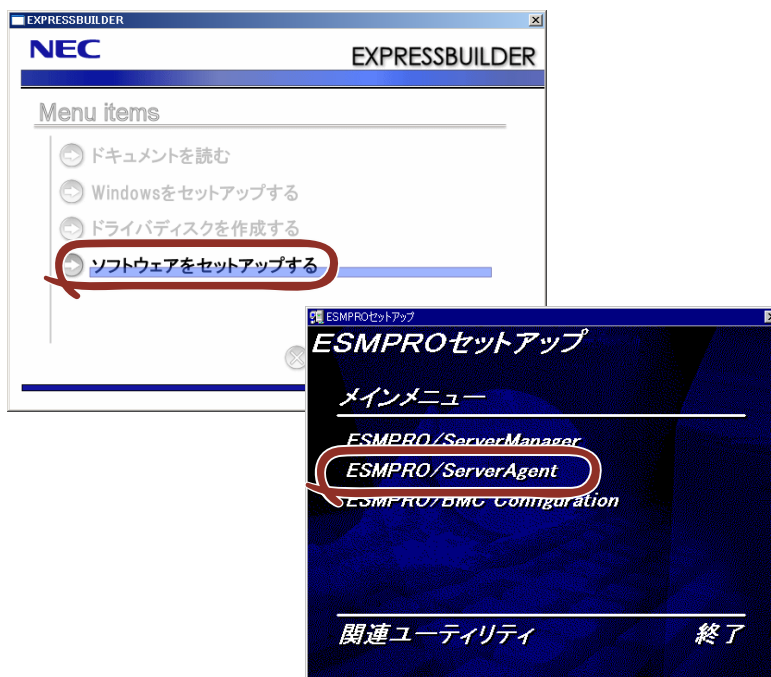 EXPRESSBUILDER
NEC
EXPRESSBUILDER
Menu items
ドキュメントを読む
Windowsをセットアップする
ドライバディスクを作成する
ソフトウェアをセットアップする
ESMPROセットアップ
ESMPROセットアップ
メインメニュー
ESMPRO/ServerManager
ESMPRO/ServerAgent
ESMPRO/BMC Configuration
関連ユーティリティ
終了